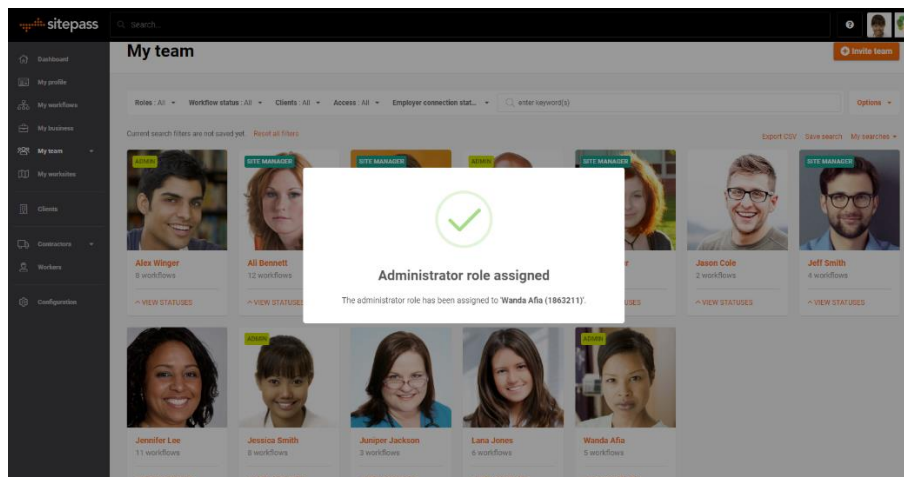 sitepass
Search...
My team
Invite team
Dashboard
My profile
My workflows
My business
My team
My worksites
Clients
Contractors
Workers
Configuration
Roles : All
Workflow status : All
Clients : All
Access : All
Employer connection stat...
enter keyword(s)
Options
Current search filters are not saved yet. Reset all filters
Export CSV Save search My searches
ADMIN
SITE MANAGER
SITE MANAGER
ADMIN
SITE MANAGER
SITE MANAGER
Alex Winger
8 workflows
VIEW STATUSES
Ali Bennett
12 workflows
VIEW STATUSES
Administrator role assigned
The administrator role has been assigned to 'Wanda Afia (1863211)'.
Jason Cole
2 workflows
VIEW STATUSES
Jeff Smith
4 workflows
VIEW STATUSES
ADMIN
ADMIN
Jennifer Lee
11 workflows
Jessica Smith
8 workflows
Juniper Jackson
3 workflows
Lana Jones
6 workflows
Wanda Afia
5 workflows